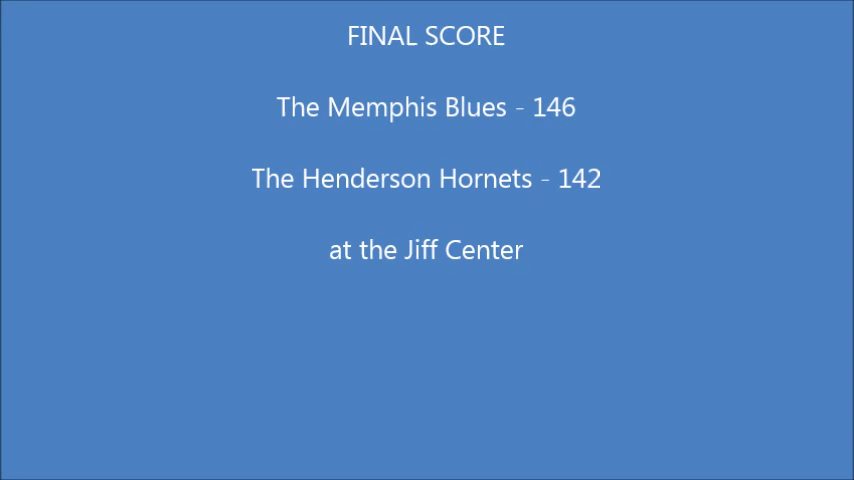 FINAL SCORE
The Memphis Blues - 146
The Henderson Hornets - 142
at the Jiff Center